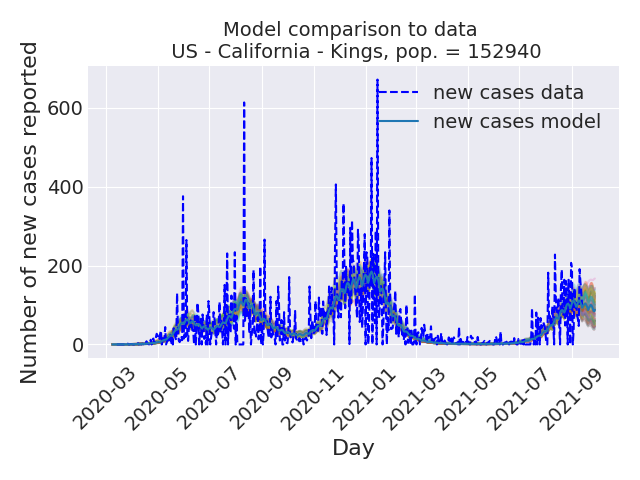 Model comparison to data
US - California - Kings, pop. = 152940
Number of new cases reported
600
400
200
0
new cases data
new cases model
2020-03
2020-05
2020-07
2020-09
2020-11
2021-01
2021-03
2021-05
2021-07
2021-09
Day